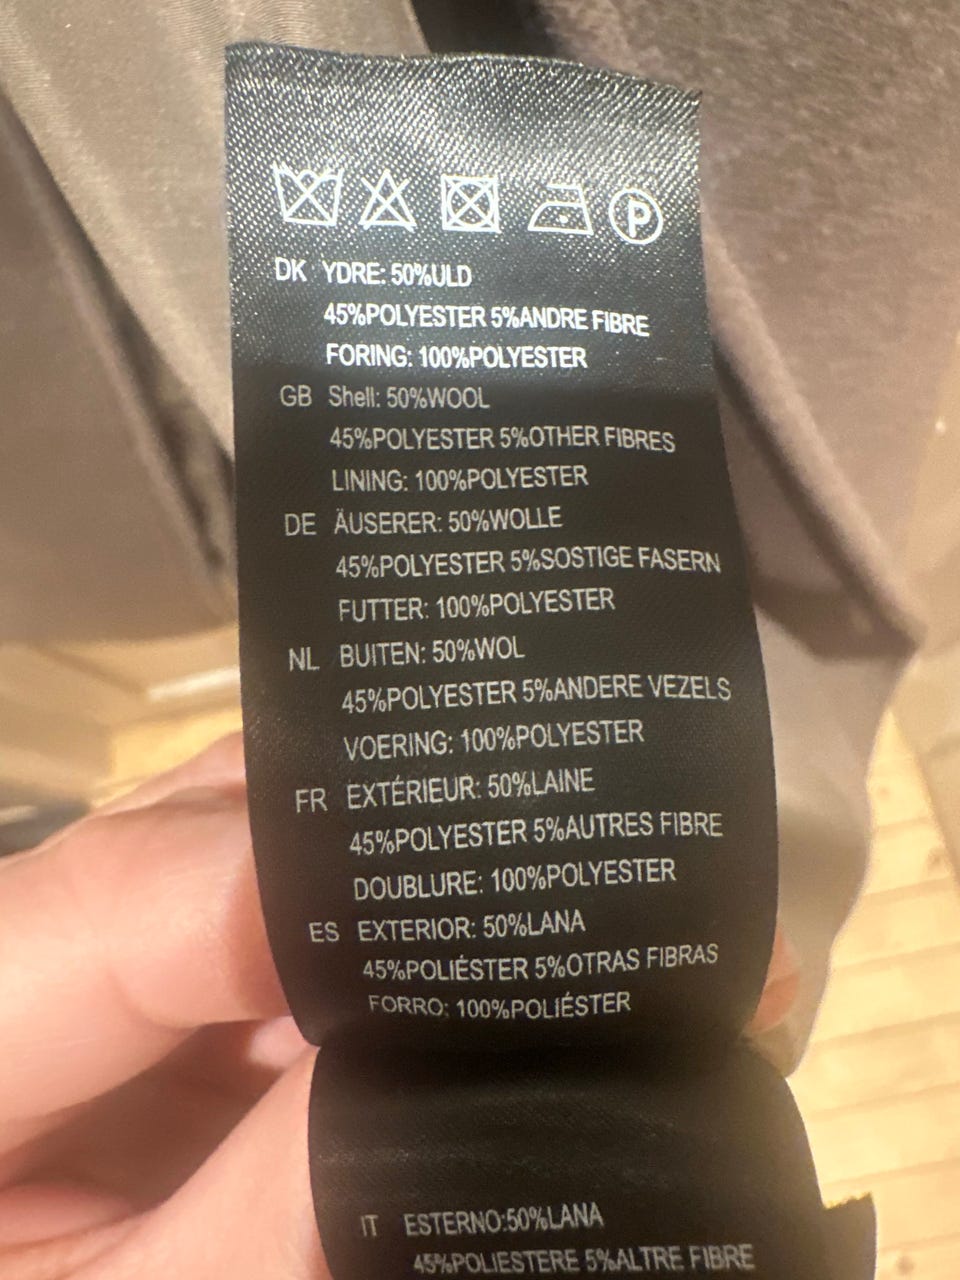 P
DK YDRE: 50%ULD
45%POLYESTER 5%ANDRE FIBRE
FORING: 100%POLYESTER
GB Shell: 50%WOOL
45%POLYESTER 5%OTHER FIBRES
LINING: 100%POLYESTER
DE ÄUSERER: 50%WOLLE
45%POLYESTER 5%SOSTIGE FASERN
FUTTER: 100%POLYESTER
NL BUITEN: 50%WOL
45%POLYESTER 5%ANDERE VEZELS
VOERING: 100%POLYESTER
FR EXTÉRIEUR: 50%LAINE
45%POLYESTER 5%AUTRES FIBRE
DOUBLURE: 100%POLYESTER
ES EXTERIOR: 50%LANA
45%POLIÉSTER 5%OTRAS FIBRAS
FORRO: 100%POLIÉSTER
IT ESTERNO:50%LANA
45%POLIESTERE 5%ALTRE FIBRE